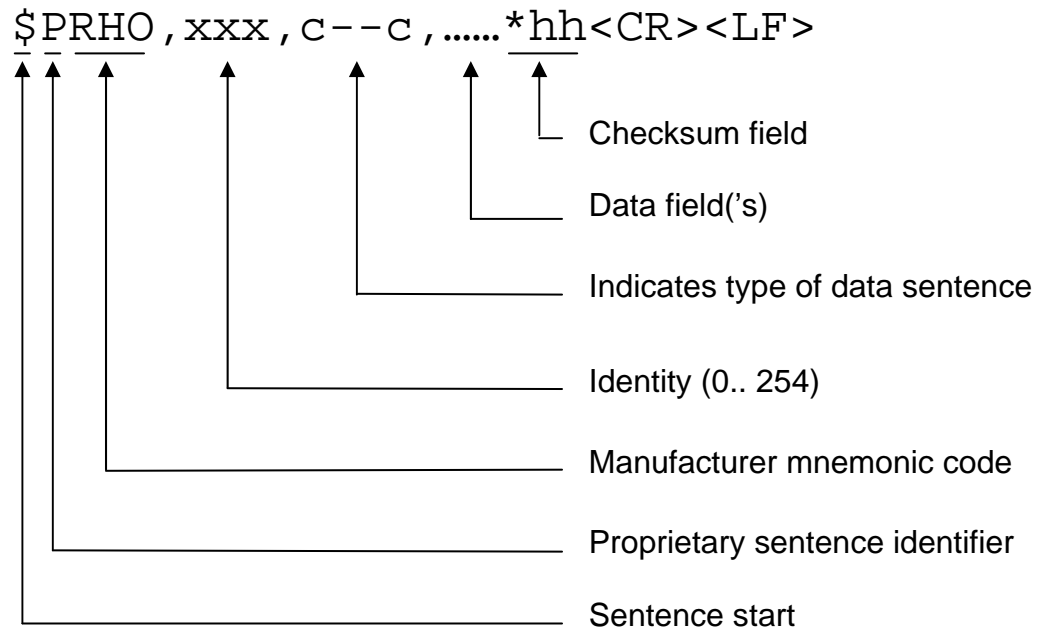 $PRHO,xxx,c--c,……*hh<CR><LF>
Checksum field
Data field('s)
Indicates type of data sentence
Identity (0.. 254)
Manufacturer mnemonic code
Proprietary sentence identifier
Sentence start